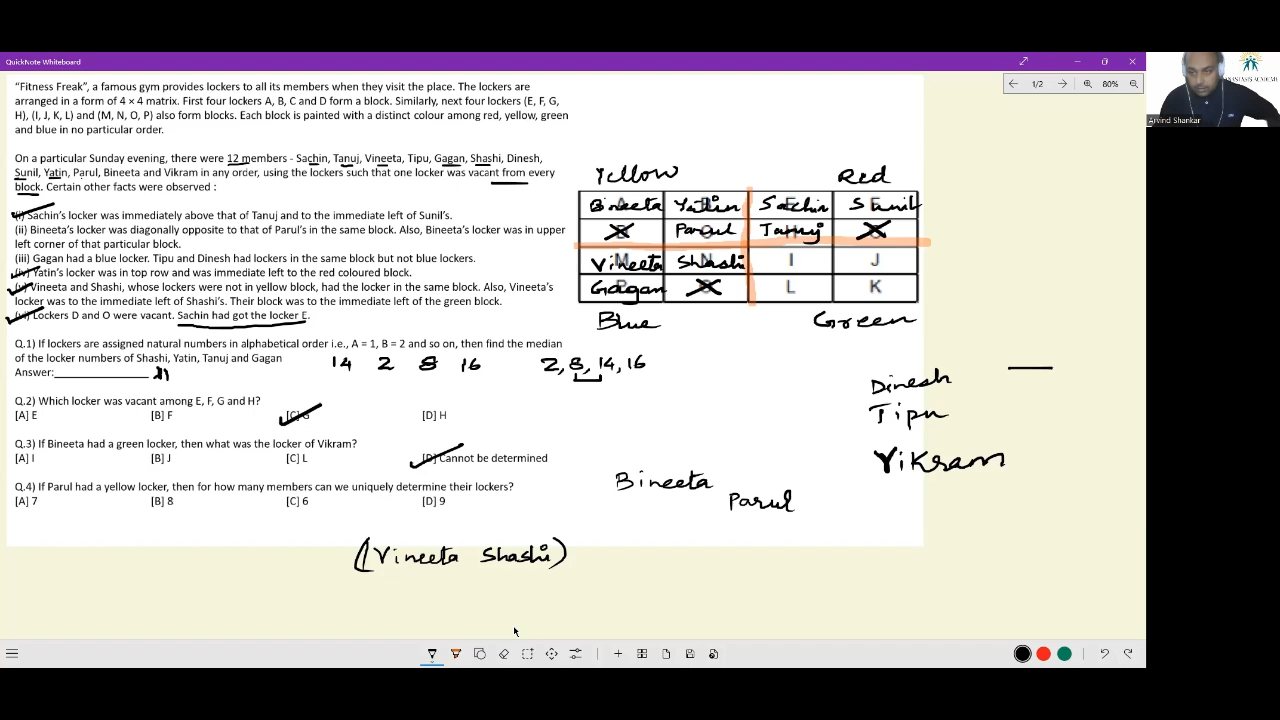 QuickNote Whiteboard
"Fitness Freak", a famous gym provides lockers to all its members when they visit the place. The lockers are
arranged in a form of 4 × 4 matrix. First four lockers A, B, C and D form a block. Similarly, next four lockers (E, F, G,
H), (I, J, K, L) and (M, N, O, P) also form blocks. Each block is painted with a distinct colour among red, yellow, green
and blue in no particular order.
On a particular Sunday evening, there were 12 members - Sachin, Tanuj, Vineeta, Tipu, Gagan, Shashi, Dinesh,
Sunil, Yatin, Parul, Bineeta and Vikram in any order, using the lockers such that one locker was vacant from every
block. Certain other facts were observed :
(i) Sachin's locker was immediately above that of Tanuj and to the immediate left of Sunil's.
(ii) Bineeta's locker was diagonally opposite to that of Parul's in the same block. Also, Bineeta's locker was in upper
left corner of that particular block.
(iii) Gagan had a blue locker. Tipu and Dinesh had lockers in the same block but not blue lockers.
(iv) Yatin's locker was in top row and was immediate left to the red coloured block.
(v) Vineeta and Shashi, whose lockers were not in yellow block, had the locker in the same block. Also, Vineeta's
locker was to the immediate left of Shashi's. Their block was to the immediate left of the green block.
(vi) Lockers D and O were vacant. Sachin had got the locker E.
Q.1) If lockers are assigned natural numbers in alphabetical order i.e., A = 1, B = 2 and so on, then find the median
of the locker numbers of Shashi, Yatin, Tanuj and Gagan
14 2 8 16 2, 8, 14, 16
Answer:______________ 11
Q.2) Which locker was vacant among E, F, G and H?
[A] E [B] F [C] G [D] H
Q.3) If Bineeta had a green locker, then what was the locker of Vikram?
[A] I [B] J [C] L [D] Cannot be determined
Q.4) If Parul had a yellow locker, then for how many members can we uniquely determine their lockers?
[A] 7 [B] 8 [C] 6 [D] 9
(Vineeta Shashi)
Yellow Red
Bineeta Yatin Sachin Sunil
Parul Tanuj
Vineeta Shashi I J
Gagan L K
Blue Green
Dinesh
Tipu
Vikram
Bineeta
Parul
1/2
80%
Arvind Shankar